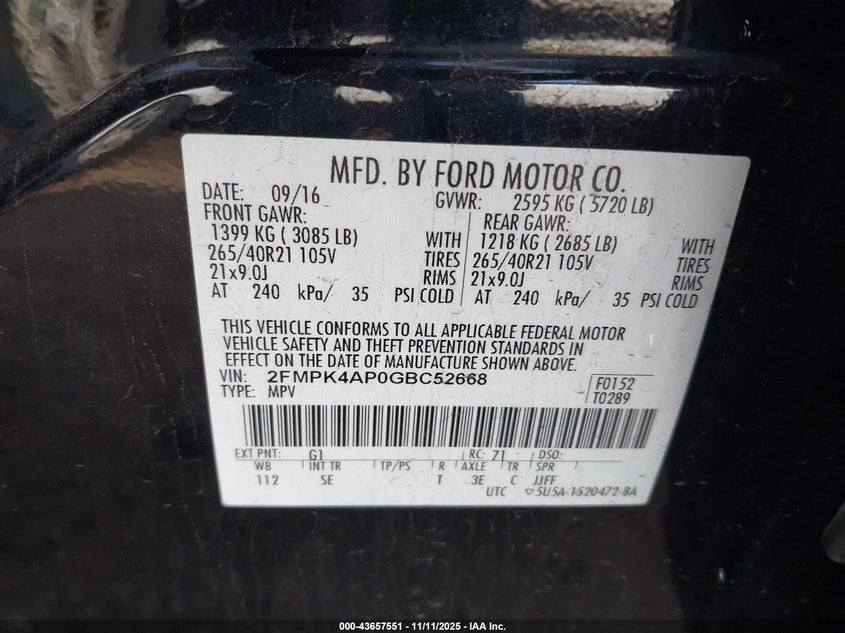 MFD. BY FORD MOTOR CO.
DATE: 09/16 GVWR: 2595 KG ( 5720 LB)
FRONT GAWR: REAR GAWR:
1399 KG ( 3085 LB) WITH 1218 KG ( 2685 LB) WITH
265/40R21 105V TIRES 265/40R21 105V TIRES
21x9.0J RIMS 21x9.0J RIMS
AT 240 kPa/ 35 PSI COLD AT 240 kPa/ 35 PSI COLD
THIS VEHICLE CONFORMS TO ALL APPLICABLE FEDERAL MOTOR
VEHICLE SAFETY AND THEFT PREVENTION STANDARDS IN
EFFECT ON THE DATE OF MANUFACTURE SHOWN ABOVE.
VIN: 2FMPK4AP0GBC52668 F0152
TYPE: MPV T0289
EXT PNT: G1 RC: 71 DSO:
WB INT TR TP/PS R AXLE TR SPR
112 SE T 3E C JJFF
UTC ▽5U5A-1520472-BA
000-43657551 - 11/11/2025 - IAA Inc.